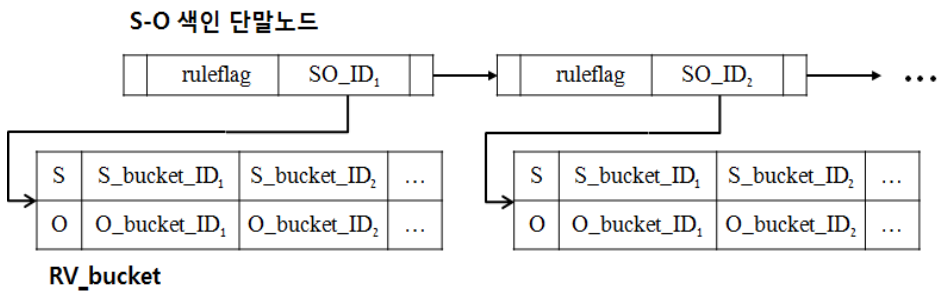 S-O 색인 단말노드
ruleflag SO_ID₁ ruleflag SO_ID₂ ...
S S_bucket_ID₁ S_bucket_ID₂ ... S S_bucket_ID₁ S_bucket_ID₂ ...
O O_bucket_ID₁ O_bucket_ID₂ ... O O_bucket_ID₁ O_bucket_ID₂ ...
RV_bucket